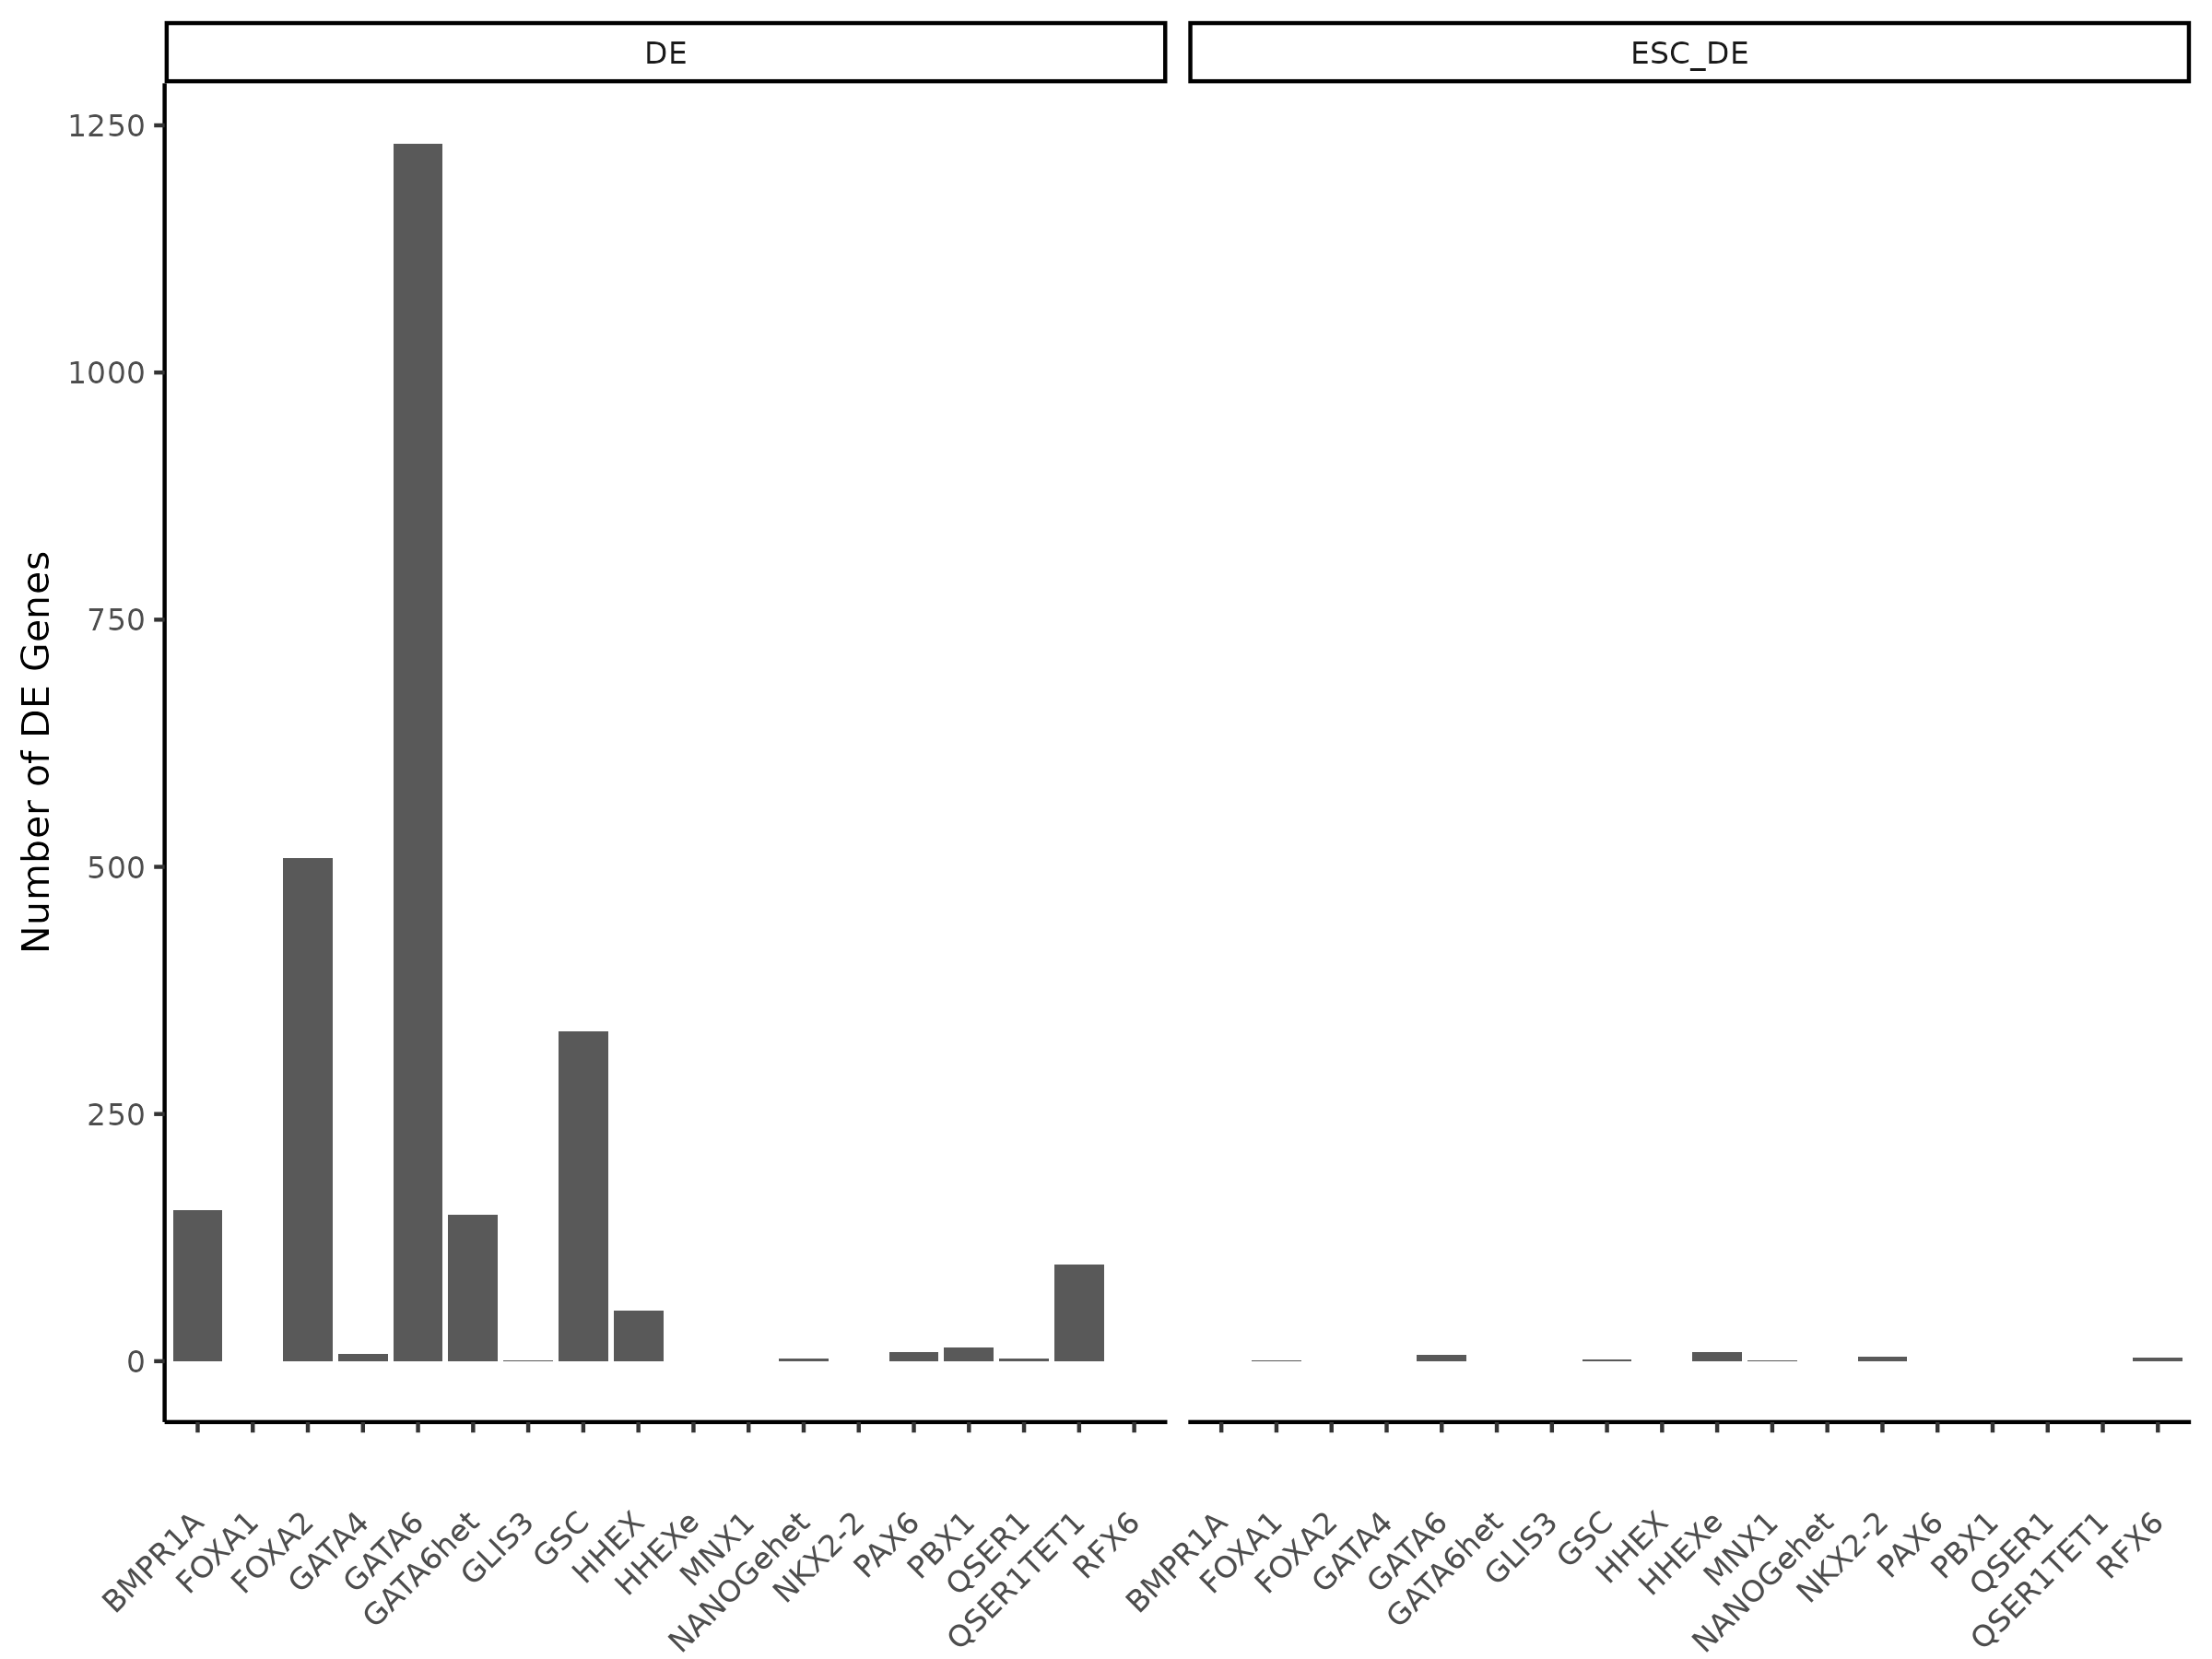 DE
ESC_DE
Number of DE Genes
1250
1000
750
500
250
0
BMPR1A
FOXA1
FOXA2
GATA4
GATA6
GATA6het
GLIS3
GSC
HHEX
HHEXe
MNX1
NANOGehet
NKX2-2
PAX6
PBX1
QSER1
QSER1TET1
RFX6
BMPR1A
FOXA1
FOXA2
GATA4
GATA6
GATA6het
GLIS3
GSC
HHEX
HHEXe
MNX1
NANOGehet
NKX2-2
PAX6
PBX1
QSER1
QSER1TET1
RFX6